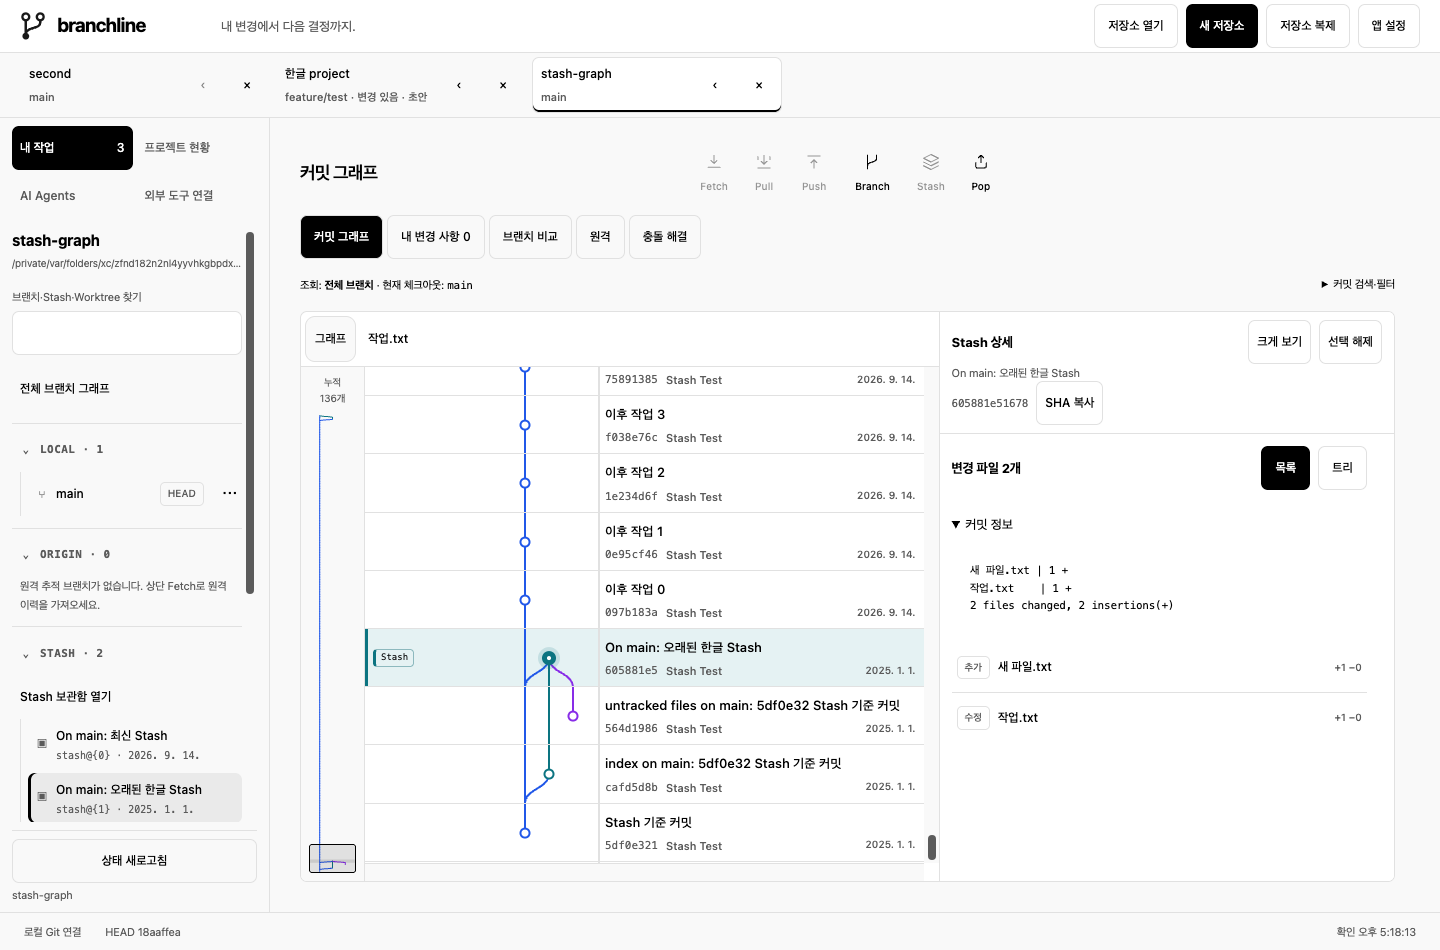 branchline
내 변경에서 다음 결정까지.
저장소 열기
새 저장소
저장소 복제
앱 설정
second
main
한글 project
feature/test · 변경 있음 · 초안
stash-graph
main
내 작업 3
프로젝트 현황
AI Agents
외부 도구 연결
stash-graph
/private/var/folders/xc/zfnd182n2nl4yyvhkgbpdx...
브랜치·Stash·Worktree 찾기
전체 브랜치 그래프
LOCAL · 1
main HEAD ···
ORIGIN · 0
원격 추적 브랜치가 없습니다. 상단 Fetch로 원격
이력을 가져오세요.
STASH · 2
Stash 보관함 열기
On main: 최신 Stash
stash@{0} · 2026. 9. 14.
On main: 오래된 한글 Stash
stash@{1} · 2025. 1. 1.
상태 새로고침
stash-graph
커밋 그래프
Fetch
Pull
Push
Branch
Stash
Pop
커밋 그래프
내 변경 사항 0
브랜치 비교
원격
충돌 해결
조회: 전체 브랜치 · 현재 체크아웃: main
▶ 커밋 검색·필터
그래프
작업.txt
누적
136개
75891385 Stash Test 2026. 9. 14.
이후 작업 3
f038e76c Stash Test 2026. 9. 14.
이후 작업 2
1e234d6f Stash Test 2026. 9. 14.
이후 작업 1
0e95cf46 Stash Test 2026. 9. 14.
이후 작업 0
097b183a Stash Test 2026. 9. 14.
Stash
On main: 오래된 한글 Stash
605881e5 Stash Test 2025. 1. 1.
untracked files on main: 5df0e32 Stash 기준 커밋
564d1986 Stash Test 2025. 1. 1.
index on main: 5df0e32 Stash 기준 커밋
cafd5d8b Stash Test 2025. 1. 1.
Stash 기준 커밋
5df0e321 Stash Test 2025. 1. 1.
Stash 상세
크게 보기
선택 해제
On main: 오래된 한글 Stash
605881e51678
SHA 복사
변경 파일 2개
목록
트리
▼ 커밋 정보
새 파일.txt | 1 +
작업.txt | 1 +
2 files changed, 2 insertions(+)
추가 새 파일.txt +1 −0
수정 작업.txt +1 −0
로컬 Git 연결
HEAD 18aaffea
확인 오후 5:18:13